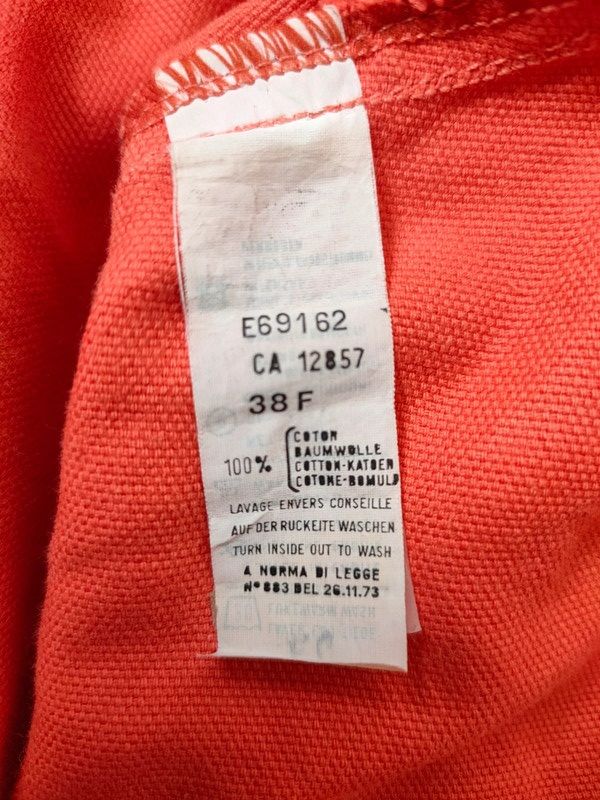 E69162
CA 12857
38 F
100% COTON
BAUMWOLLE
COTTON-KATOEN
COTONE-BOMULD
LAVAGE ENVERS CONSEILLE
AUF DER RUCKEITE WASCHEN
TURN INSIDE OUT TO WASH
A NORMA DI LEGGE
N° 883 DEL 26.11.73